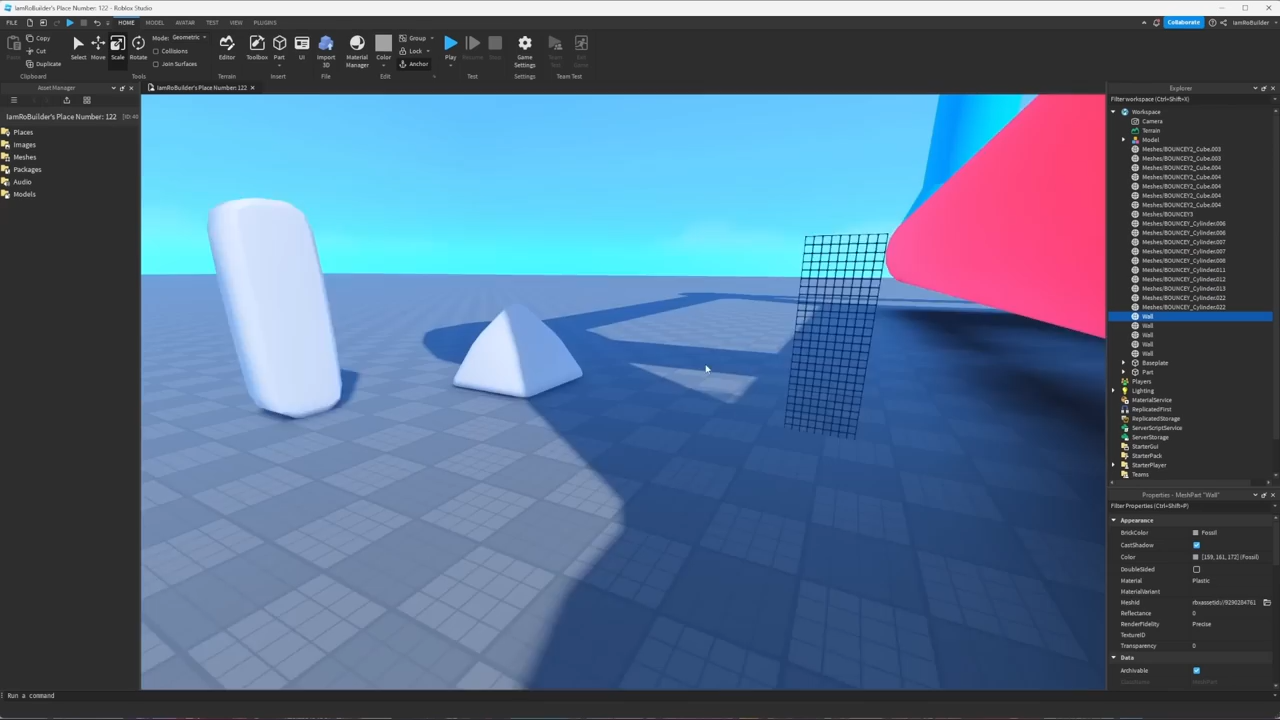 IamRoBuilder's Place Number: 122 - Roblox Studio
FILE HOME MODEL AVATAR TEST VIEW PLUGINS Collaborate IamRoBuilder
Copy
Cut
Duplicate
Clipboard
Select Move Scale Rotate
Mode: Geometric
Collisions
Join Surfaces
Tools
Editor
Terrain
Toolbox Part UI
Insert
Import 3D
File
Material Manager Color
Group
Lock
Anchor
Edit
Play
Test
Game Settings
Settings
Team Test
Asset Manager
IamRoBuilder's Place Number: 122
Places
Images
Meshes
Packages
Audio
Models
IamRoBuilder's Place Number: 122
Explorer
Filter workspace (Ctrl+Shift+X)
Workspace
Camera
Terrain
Model
Meshes/BOUNCEY2_Cube.003
Meshes/BOUNCEY2_Cube.003
Meshes/BOUNCEY2_Cube.004
Meshes/BOUNCEY2_Cube.004
Meshes/BOUNCEY2_Cube.004
Meshes/BOUNCEY2_Cube.004
Meshes/BOUNCEY2_Cube.004
Meshes/BOUNCEY3
Meshes/BOUNCEY_Cylinder.006
Meshes/BOUNCEY_Cylinder.006
Meshes/BOUNCEY_Cylinder.007
Meshes/BOUNCEY_Cylinder.007
Meshes/BOUNCEY_Cylinder.008
Meshes/BOUNCEY_Cylinder.011
Meshes/BOUNCEY_Cylinder.012
Meshes/BOUNCEY_Cylinder.013
Meshes/BOUNCEY_Cylinder.022
Meshes/BOUNCEY_Cylinder.022
Wall
Wall
Wall
Wall
Wall
Baseplate
Part
Players
Lighting
MaterialService
ReplicatedFirst
ReplicatedStorage
ServerScriptService
ServerStorage
StarterGui
StarterPack
StarterPlayer
Teams
Properties - MeshPart "Wall"
Filter Properties (Ctrl+Shift+P)
Appearance
BrickColor Fossil
CastShadow
Color [159, 161, 172] (Fossil)
DoubleSided
Material Plastic
MaterialVariant
MeshId rbxassetid://9290284761
Reflectance 0
RenderFidelity Precise
TextureID
Transparency 0
Data
Archivable
Run a command